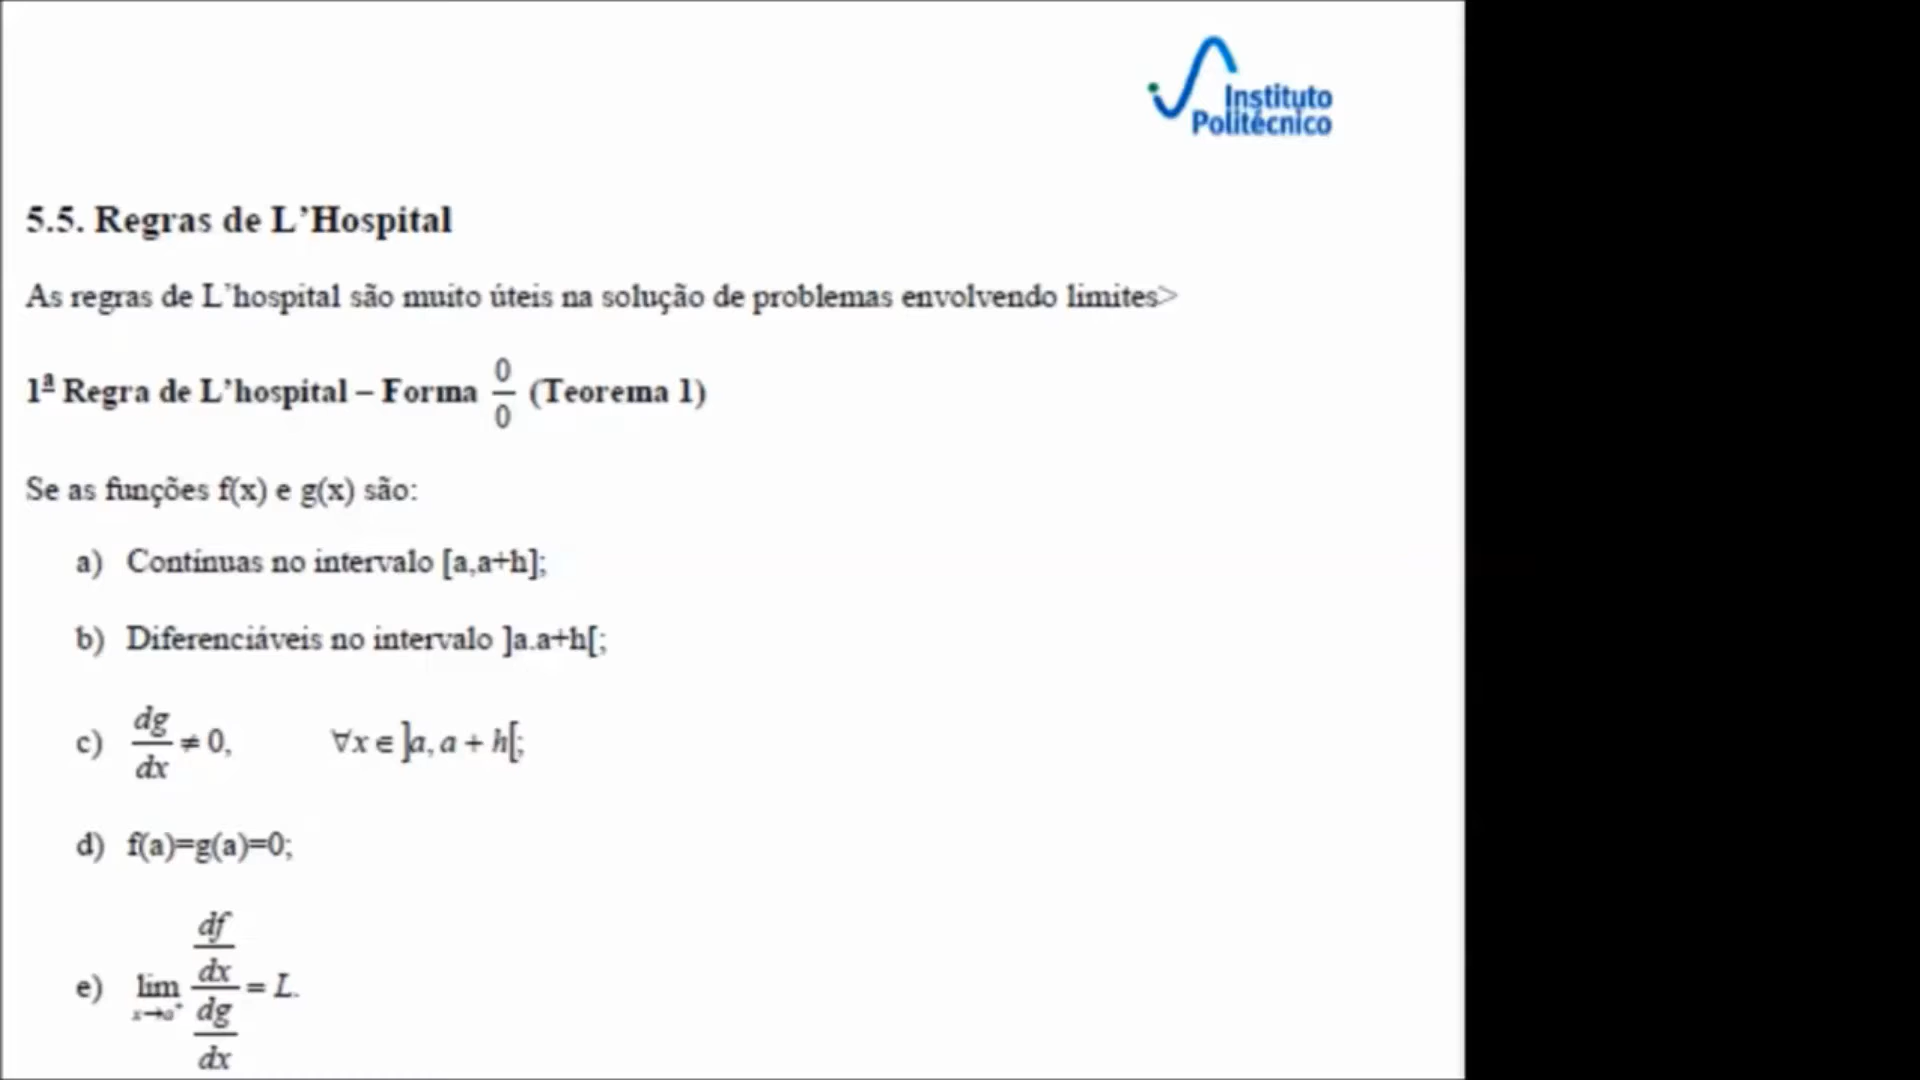 Instituto
Politécnico
5.5. Regras de L’Hospital
As regras de L’hospital são muito úteis na solução de problemas envolvendo limites>
1ª Regra de L’hospital – Forma 0/0 (Teorema 1)
Se as funções f(x) e g(x) são:
a) Contínuas no intervalo [a,a+h];
b) Diferenciáveis no intervalo ]a.a+h[;
c) dg/dx ≠ 0, ∀x ∈ ]a, a + h[;
d) f(a)=g(a)=0;
e) lim x→a⁺ (df/dx)/(dg/dx) = L.